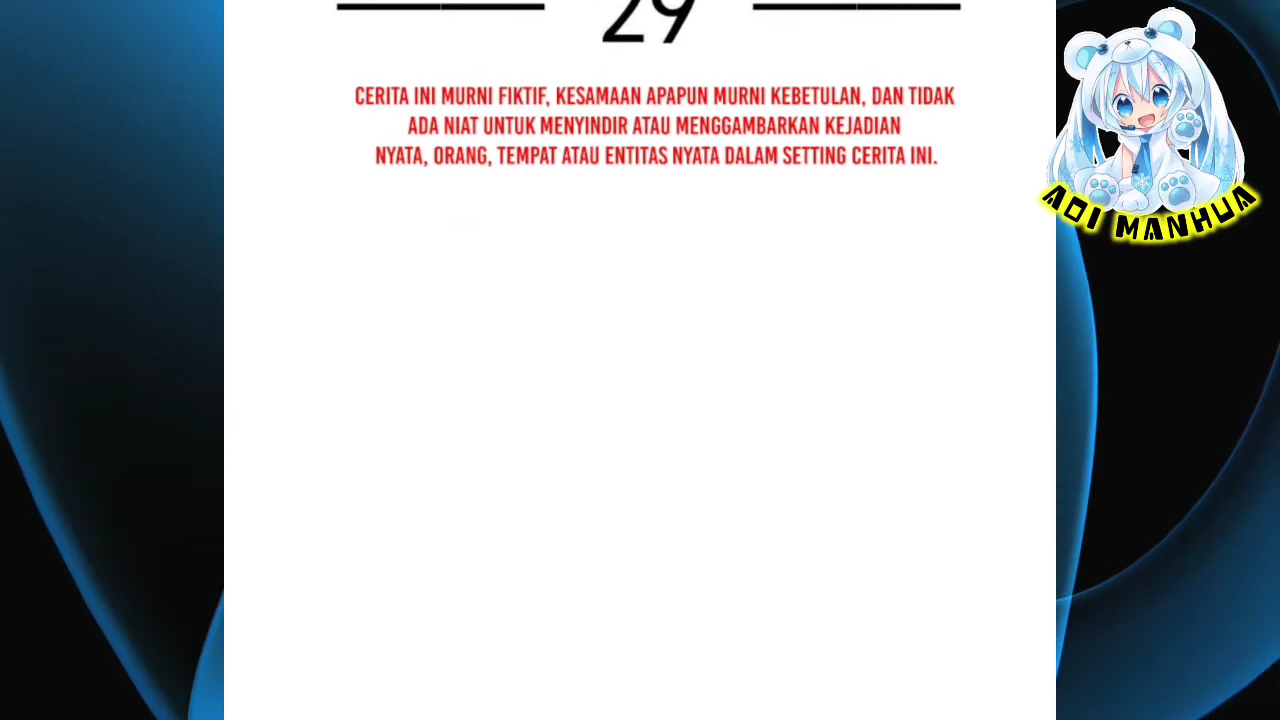 29
CERITA INI MURNI FIKTIF, KESAMAAN APAPUN MURNI KEBETULAN, DAN TIDAK
ADA NIAT UNTUK MENYINDIR ATAU MENGGAMBARKAN KEJADIAN
NYATA, ORANG, TEMPAT ATAU ENTITAS NYATA DALAM SETTING CERITA INI.
AOI MANHUA